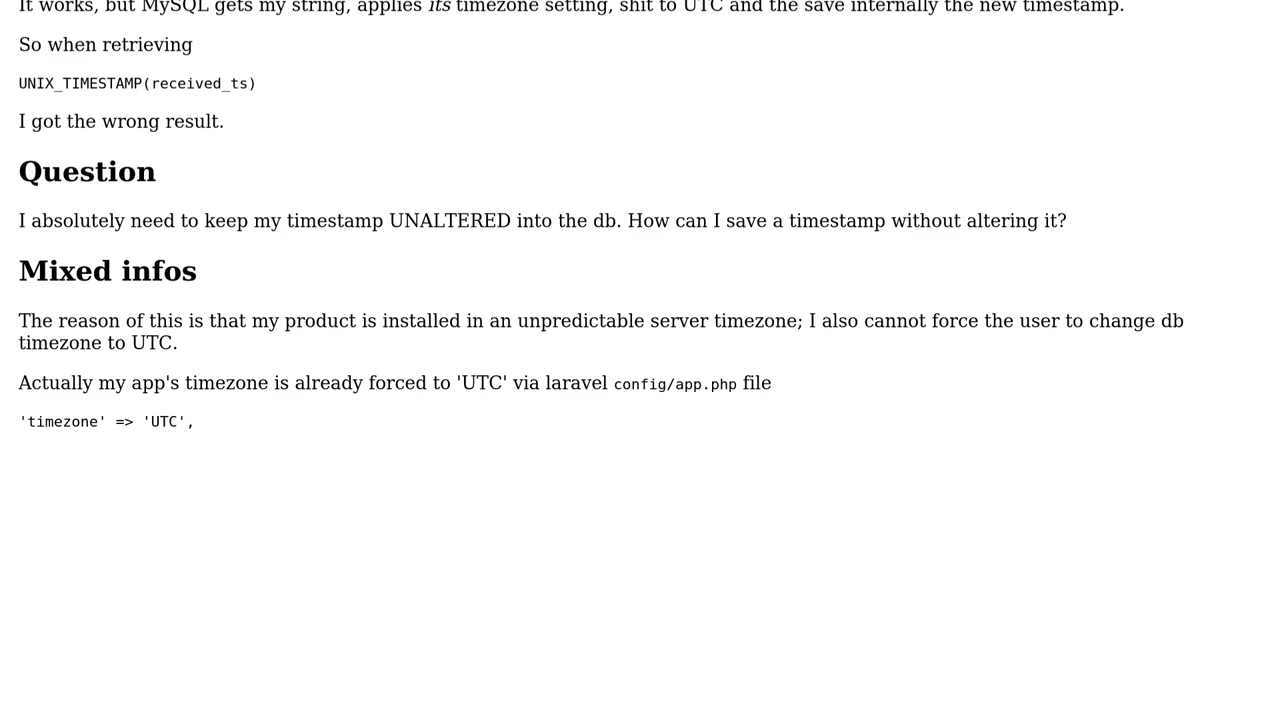 It works, but MySQL gets my string, applies its timezone setting, shit to UTC and the save internally the new timestamp.
So when retrieving
UNIX_TIMESTAMP(received_ts)
I got the wrong result.
Question
I absolutely need to keep my timestamp UNALTERED into the db. How can I save a timestamp without altering it?
Mixed infos
The reason of this is that my product is installed in an unpredictable server timezone; I also cannot force the user to change db
timezone to UTC.
Actually my app's timezone is already forced to 'UTC' via laravel config/app.php file
'timezone' => 'UTC',